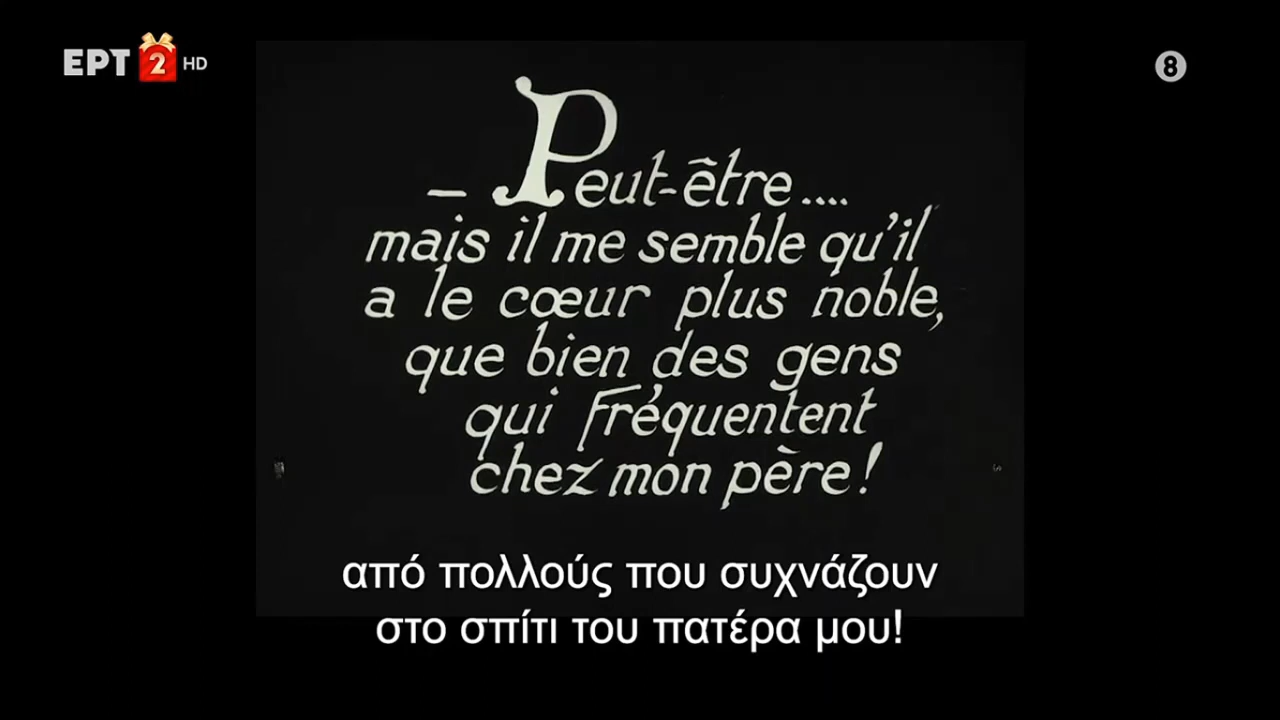 ΕΡΤ 2 HD
8
– Peut-être....
mais il me semble qu'il
a le cœur plus noble,
que bien des gens
qui fréquentent
chez mon père!
από πολλούς που συχνάζουν
στο σπίτι του πατέρα μου!